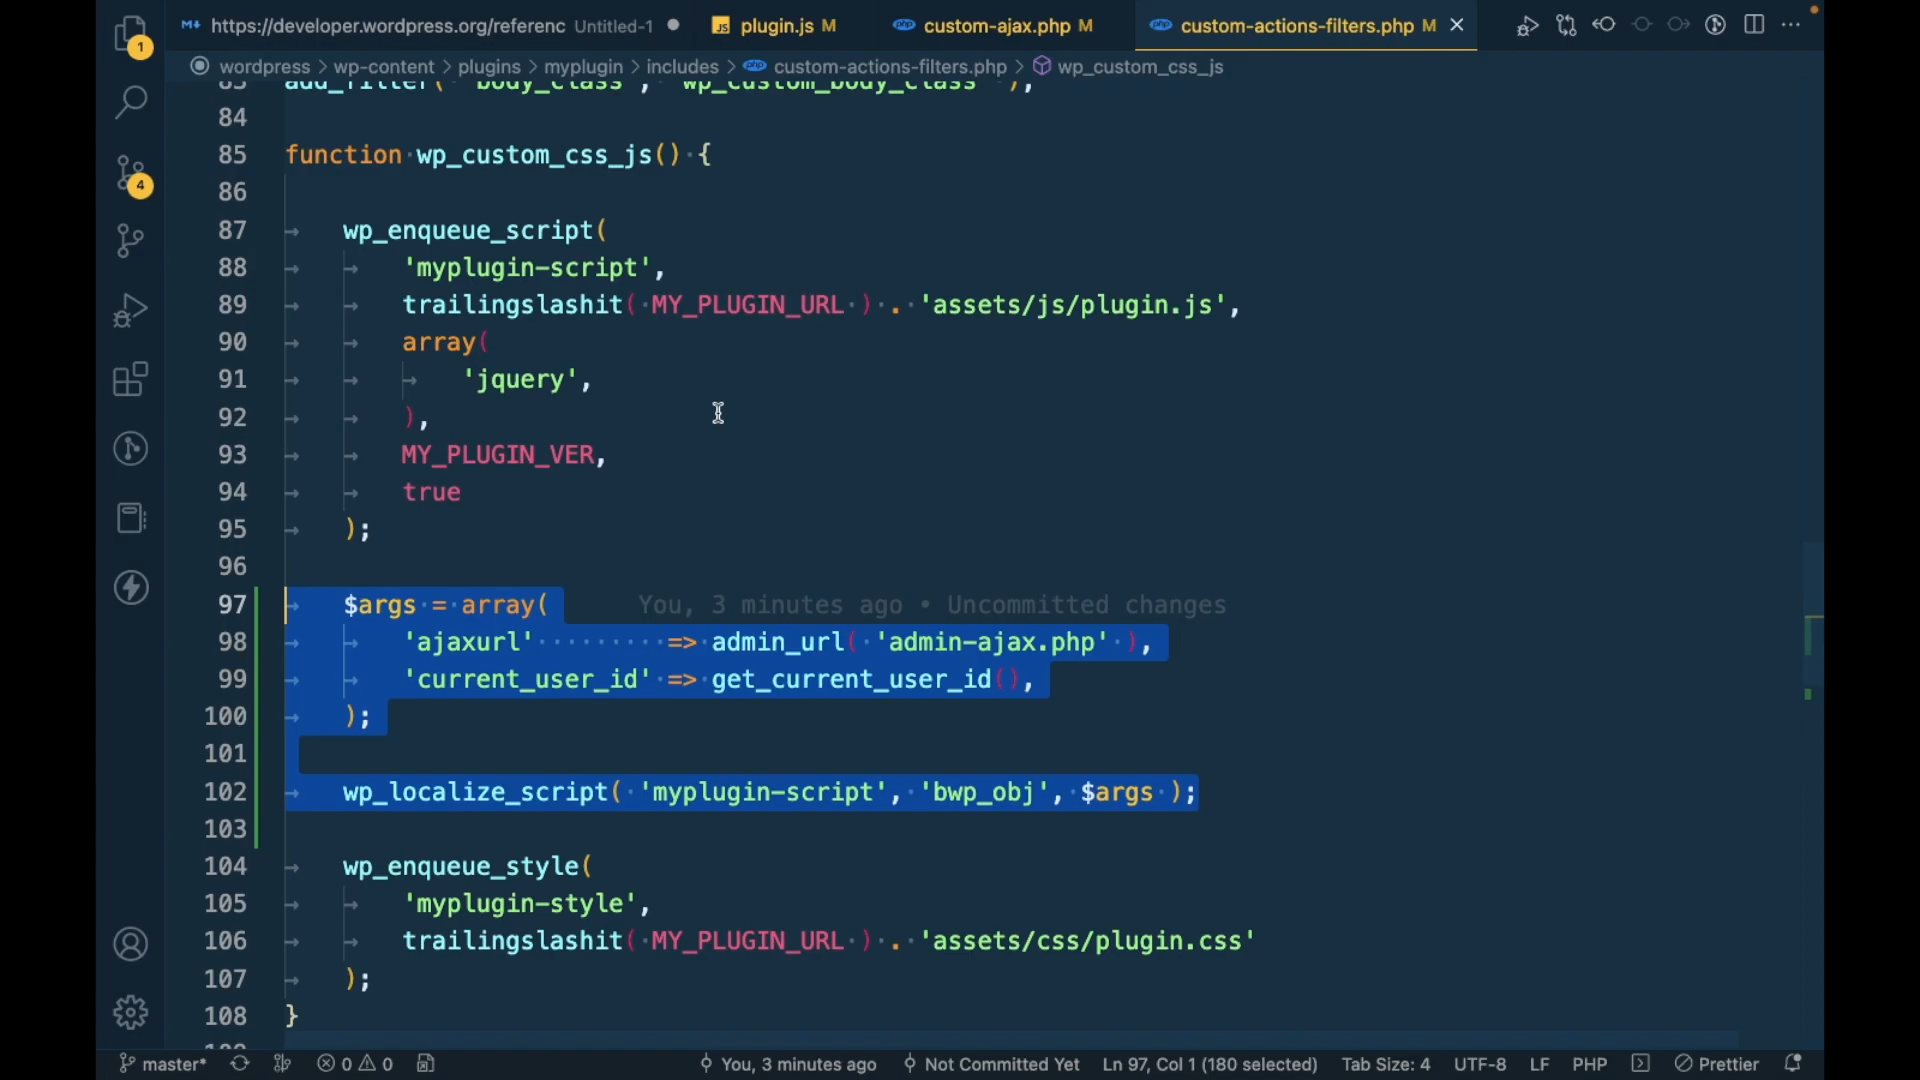 https://developer.wordpress.org/referenc Untitled-1 plugin.js M custom-ajax.php M custom-actions-filters.php M
wordpress > wp-content > plugins > myplugin > includes > custom-actions-filters.php > wp_custom_css_js
83 add_filter( 'body_class', 'wp_custom_body_class' );
84
85 function wp_custom_css_js() {
86
87 wp_enqueue_script(
88 'myplugin-script',
89 trailingslashit( MY_PLUGIN_URL ) . 'assets/js/plugin.js',
90 array(
91 'jquery',
92 ),
93 MY_PLUGIN_VER,
94 true
95 );
96
97 $args = array( You, 3 minutes ago • Uncommitted changes
98 'ajaxurl' => admin_url( 'admin-ajax.php' ),
99 'current_user_id' => get_current_user_id(),
100 );
101
102 wp_localize_script( 'myplugin-script', 'bwp_obj', $args );
103
104 wp_enqueue_style(
105 'myplugin-style',
106 trailingslashit( MY_PLUGIN_URL ) . 'assets/css/plugin.css'
107 );
108 }
1
4
master* 0 0 You, 3 minutes ago Not Committed Yet Ln 97, Col 1 (180 selected) Tab Size: 4 UTF-8 LF PHP Prettier